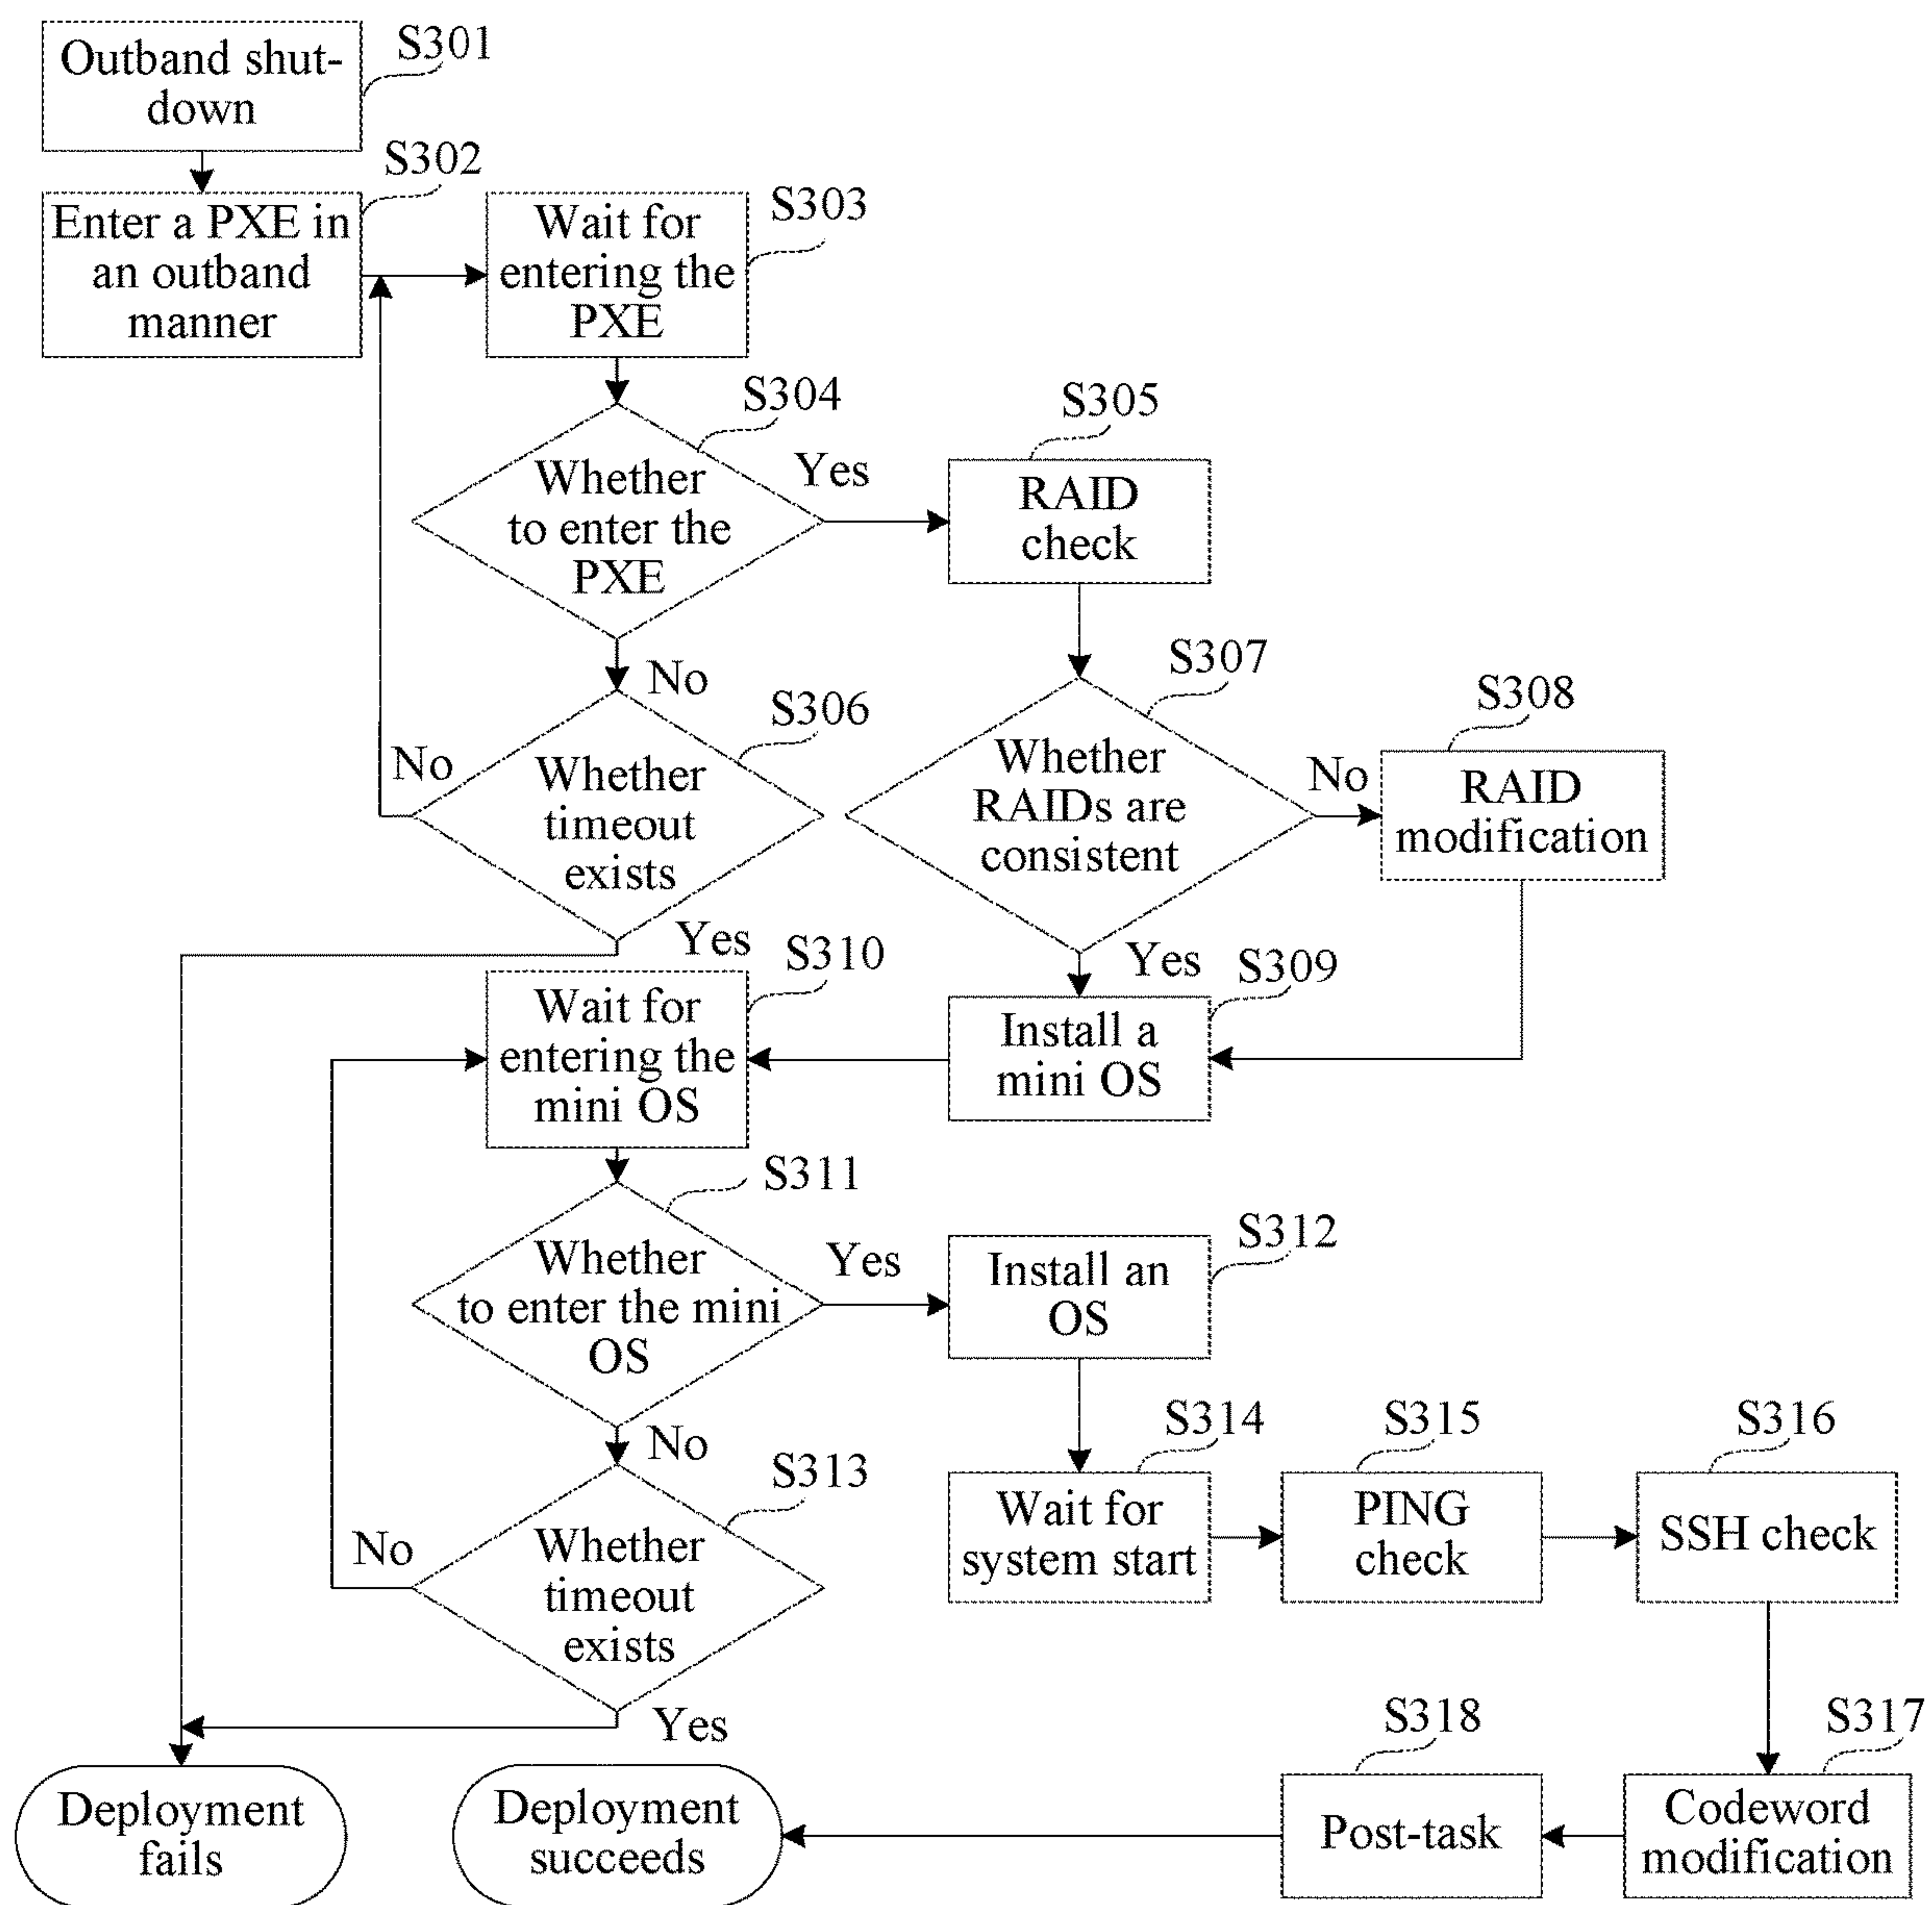 Outband shut-
down
S301
S302
Enter a PXE in
an outband
manner
Wait for
entering the
PXE
S303
S304
Whether
to enter the
PXE
Yes
S305
RAID
check
No
S306
Whether
timeout
exists
No
Yes
S307
Whether
RAIDs are
consistent
No
S308
RAID
modification
Yes
S309
Install a
mini OS
S310
Wait for
entering the
mini OS
S311
Whether
to enter the mini
OS
Yes
S312
Install an
OS
No
S313
Whether
timeout
exists
No
Yes
S314
Wait for
system start
S315
PING
check
S316
SSH check
S317
Codeword
modification
S318
Post-task
Deployment
succeeds
Deployment
fails